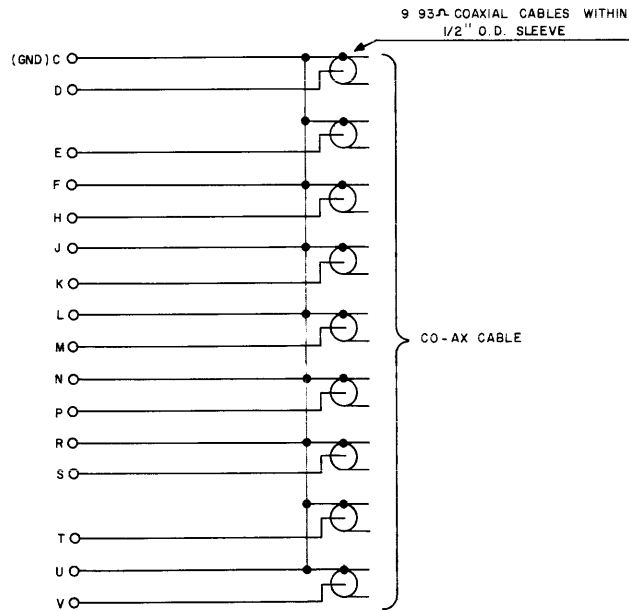 9 93Ω COAXIAL CABLES WITHIN
1/2" O.D. SLEEVE
(GND) C
D
E
F
H
J
K
L
M
CO-AX CABLE
N
P
R
S
T
U
V